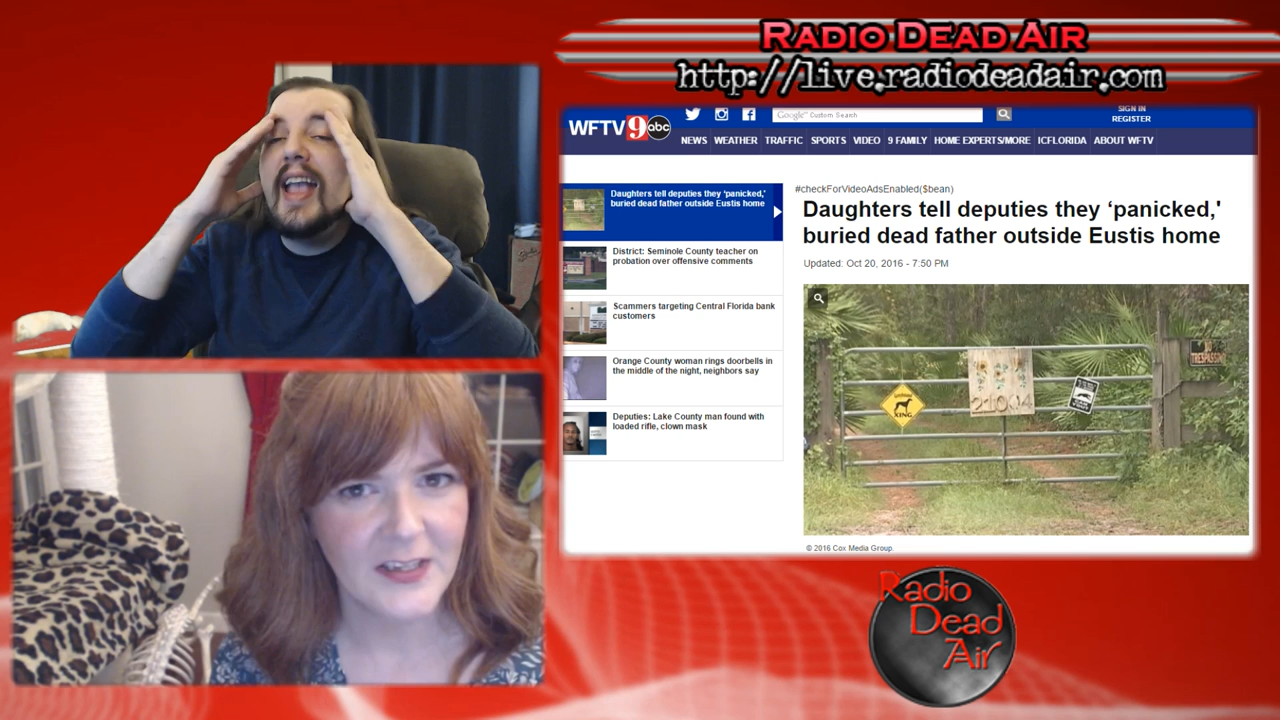 RADIO DEAD AIR
http://live.radiodeadair.com
WFTV 9 abc
Google™ Custom Search
SIGN IN
REGISTER
NEWS WEATHER TRAFFIC SPORTS VIDEO 9 FAMILY HOME EXPERTS/MORE ICFLORIDA ABOUT WFTV
Daughters tell deputies they ‘panicked,’
buried dead father outside Eustis home
District: Seminole County teacher on
probation over offensive comments
Scammers targeting Central Florida bank
customers
Orange County woman rings doorbells in
the middle of the night, neighbors say
Deputies: Lake County man found with
loaded rifle, clown mask
#checkForVideoAdsEnabled($bean)
Daughters tell deputies they ‘panicked,'
buried dead father outside Eustis home
Updated: Oct 20, 2016 - 7:50 PM
NO
TRESPASSING
XING
21004
© 2016 Cox Media Group.
Radio
Dead
Air